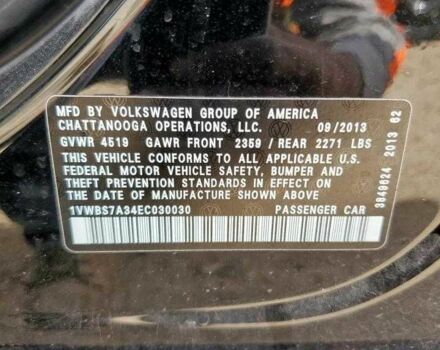 MFD BY VOLKSWAGEN GROUP OF AMERICA
CHATTANOOGA OPERATIONS, LLC. 09/2013
GVWR 4519 GAWR FRONT 2359 / REAR 2271 LBS
THIS VEHICLE CONFORMS TO ALL APPLICABLE U.S.
FEDERAL MOTOR VEHICLE SAFETY, BUMPER, AND
THEFT PREVENTION STANDARDS IN EFFECT ON
THE DATE OF MANUFACTURE SHOWN ABOVE
1VWBS7A34EC030030 PASSENGER CAR
3849924 2013 62